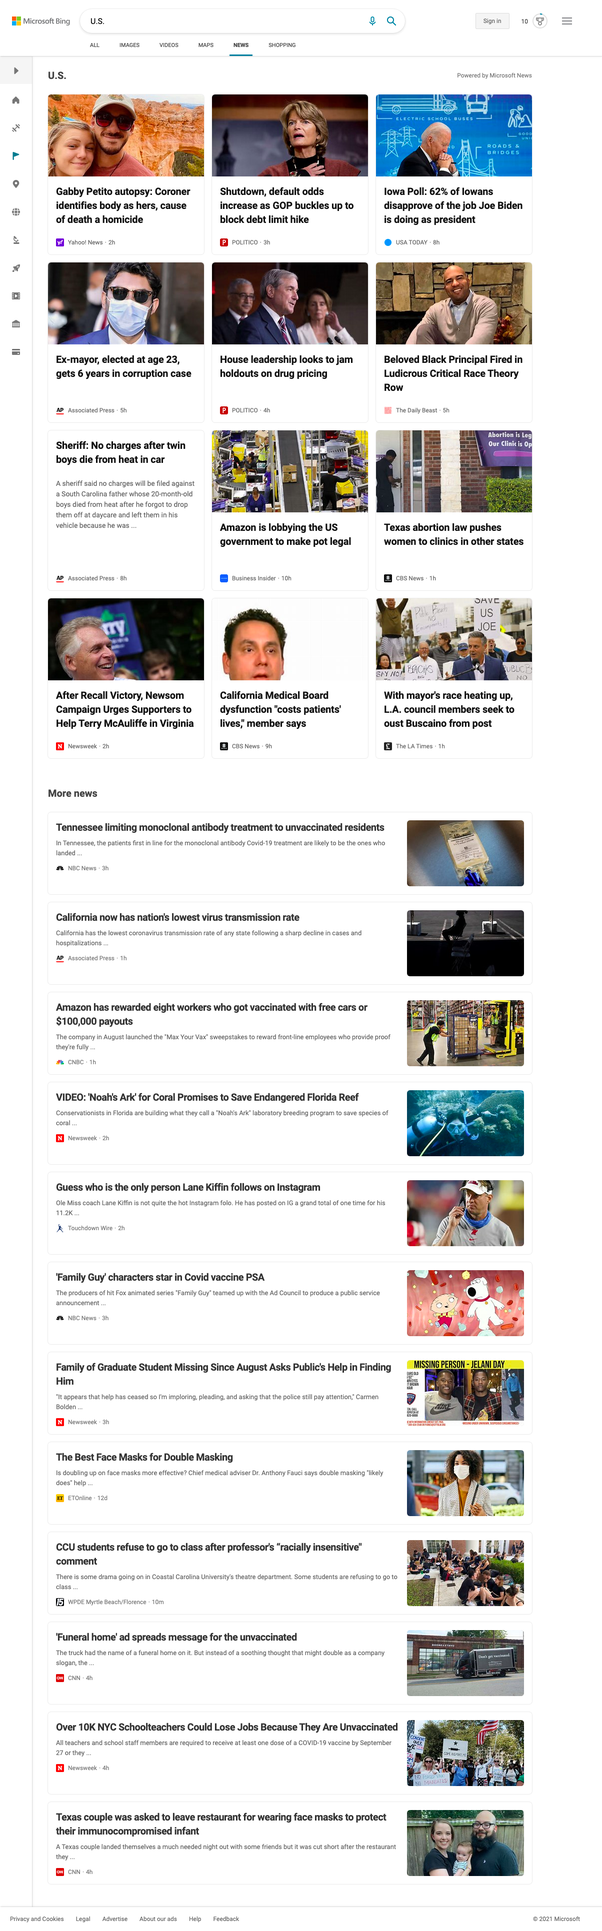 Microsoft Bing
U.S.
Sign in
10
ALL
IMAGES
VIDEOS
MAPS
NEWS
SHOPPING
U.S.
Powered by Microsoft News
ELECTRIC SCHOOL BUSES
ROADS &
BRIDGES
Gabby Petito autopsy: Coroner
identifies body as hers, cause
of death a homicide
Yahoo! News · 2h
Shutdown, default odds
increase as GOP buckles up to
block debt limit hike
POLITICO · 3h
Iowa Poll: 62% of Iowans
disapprove of the job Joe Biden
is doing as president
USA TODAY · 8h
Ex-mayor, elected at age 23,
gets 6 years in corruption case
AP Associated Press · 5h
House leadership looks to jam
holdouts on drug pricing
POLITICO · 4h
Beloved Black Principal Fired in
Ludicrous Critical Race Theory
Row
The Daily Beast · 5h
Sheriff: No charges after twin
boys die from heat in car
A sheriff said no charges will be filed against
a South Carolina father whose 20-month-old
boys died from heat after he forgot to drop
them off at daycare and left them in his
vehicle because he was ...
AP Associated Press · 8h
Amazon is lobbying the US
government to make pot legal
Business Insider · 10h
Abortion is Leg
Our Clinic is Op
Texas abortion law pushes
women to clinics in other states
CBS News · 1h
After Recall Victory, Newsom
Campaign Urges Supporters to
Help Terry McAuliffe in Virginia
N Newsweek · 2h
California Medical Board
dysfunction "costs patients'
lives," member says
CBS News · 9h
SAVE
US
JOE
With mayor's race heating up,
L.A. council members seek to
oust Buscaino from post
The LA Times · 1h
More news
Tennessee limiting monoclonal antibody treatment to unvaccinated residents
In Tennessee, the patients first in line for the monoclonal antibody Covid-19 treatment are likely to be the ones who
landed ...
NBC News · 3h
California now has nation's lowest virus transmission rate
California has the lowest coronavirus transmission rate of any state following a sharp decline in cases and
hospitalizations ...
AP Associated Press · 1h
Amazon has rewarded eight workers who got vaccinated with free cars or
$100,000 payouts
The company in August launched the "Max Your Vax" sweepstakes to reward front-line employees who provide proof
they're fully ...
CNBC · 1h
VIDEO: 'Noah's Ark' for Coral Promises to Save Endangered Florida Reef
Conservationists in Florida are building what they call a "Noah's Ark" laboratory breeding program to save species of
coral ...
N Newsweek · 2h
Guess who is the only person Lane Kiffin follows on Instagram
Ole Miss coach Lane Kiffin is not quite the hot Instagram folo. He has posted on IG a grand total of one time for his
11.2K ...
Touchdown Wire · 2h
'Family Guy' characters star in Covid vaccine PSA
The producers of hit Fox animated series "Family Guy" teamed up with the Ad Council to produce a public service
announcement ...
NBC News · 3h
Family of Graduate Student Missing Since August Asks Public's Help in Finding
Him
"It appears that help has ceased so I'm imploring, pleading, and asking that the police still pay attention," Carmen
Bolden ...
N Newsweek · 3h
MISSING PERSON - JELANI DAY
The Best Face Masks for Double Masking
Is doubling up on face masks more effective? Chief medical adviser Dr. Anthony Fauci says double masking "likely
does" help ...
ET ETOnline · 12d
CCU students refuse to go to class after professor's "racially insensitive"
comment
There is some drama going on in Coastal Carolina University's theatre department. Some students are refusing to go to
class ...
WPDE Myrtle Beach/Florence · 10m
'Funeral home' ad spreads message for the unvaccinated
The truck had the name of a funeral home on it. But instead of a soothing thought that might double as a company
slogan, the ...
CNN · 4h
Don't get vaccinated
Over 10K NYC Schoolteachers Could Lose Jobs Because They Are Unvaccinated
All teachers and school staff members are required to receive at least one dose of a COVID-19 vaccine by September
27 or they ...
N Newsweek · 4h
Texas couple was asked to leave restaurant for wearing face masks to protect
their immunocompromised infant
A Texas couple landed themselves a much needed night out with some friends but it was cut short after the restaurant
they ...
CNN · 4h
Privacy and Cookies
Legal
Advertise
About our ads
Help
Feedback
© 2021 Microsoft